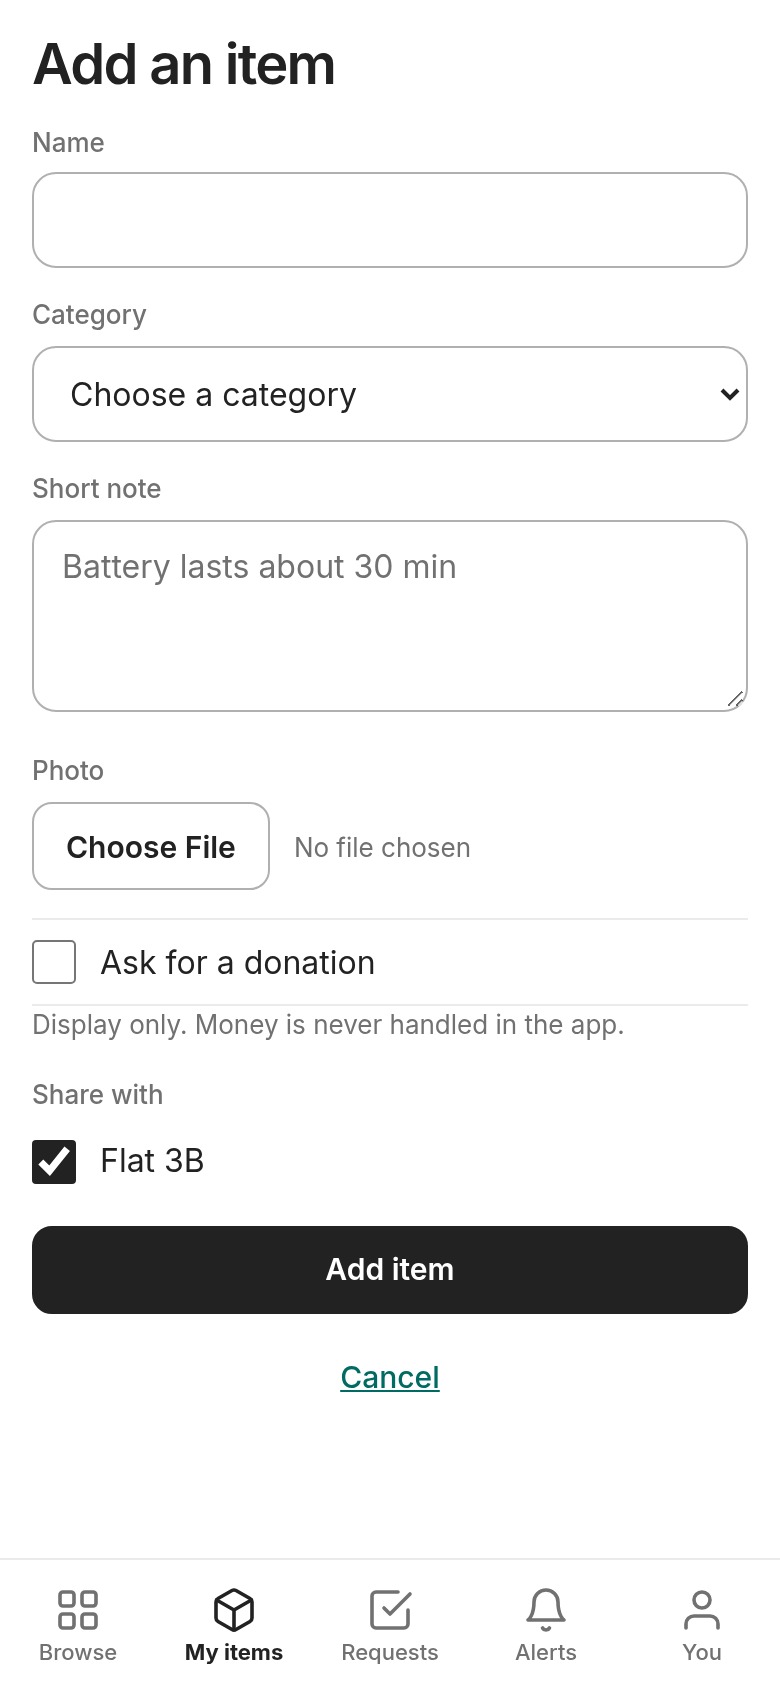 Add an item
Name
Category
Choose a category
Short note
Battery lasts about 30 min
Photo
Choose File No file chosen
Ask for a donation
Display only. Money is never handled in the app.
Share with
Flat 3B
Add item
Cancel
Browse My items Requests Alerts You